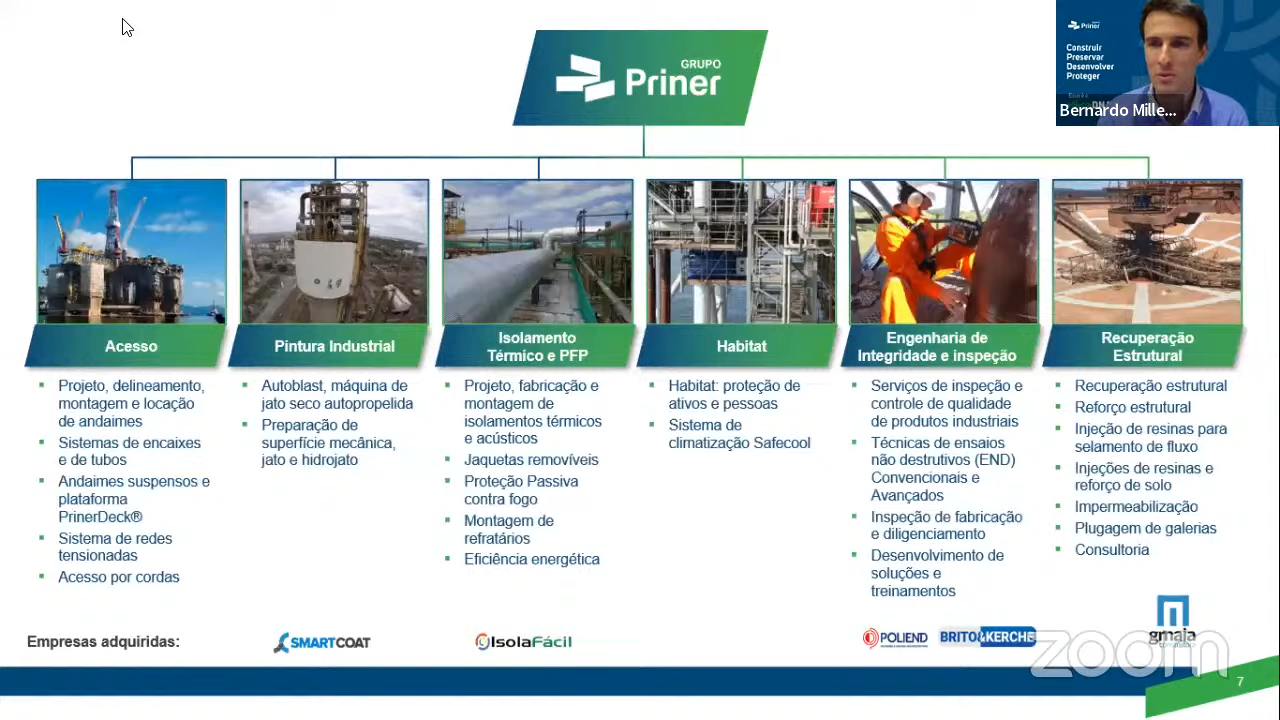 GRUPO
Priner
Priner
Construir
Preservar
Desenvolver
Proteger
Bernardo Mille...
Acesso
Projeto, delineamento,
montagem e locação
de andaimes
Sistemas de encaixes
e de tubos
Andaimes suspensos e
plataforma
PrinerDeck®
Sistema de redes
tensionadas
Acesso por cordas
Pintura Industrial
Autoblast, máquina de
jato seco autopropelida
Preparação de
superfície mecânica,
jato e hidrojato
Isolamento
Térmico e PFP
Projeto, fabricação e
montagem de
isolamentos térmicos
e acústicos
Jaquetas removíveis
Proteção Passiva
contra fogo
Montagem de
refratários
Eficiência energética
Habitat
Habitat: proteção de
ativos e pessoas
Sistema de
climatização Safecool
Engenharia de
Integridade e inspeção
Serviços de inspeção e
controle de qualidade
de produtos industriais
Técnicas de ensaios
não destrutivos (END)
Convencionais e
Avançados
Inspeção de fabricação
e diligenciamento
Desenvolvimento de
soluções e
treinamentos
Recuperação
Estrutural
Recuperação estrutural
Reforço estrutural
Injeção de resinas para
selamento de fluxo
Injeções de resinas e
reforço de solo
Impermeabilização
Plugagem de galerias
Consultoria
Empresas adquiridas:
SMARTCOAT
IsolaFácil
POLIEND
BRITO&KERCHE
gmaia
zoom
7